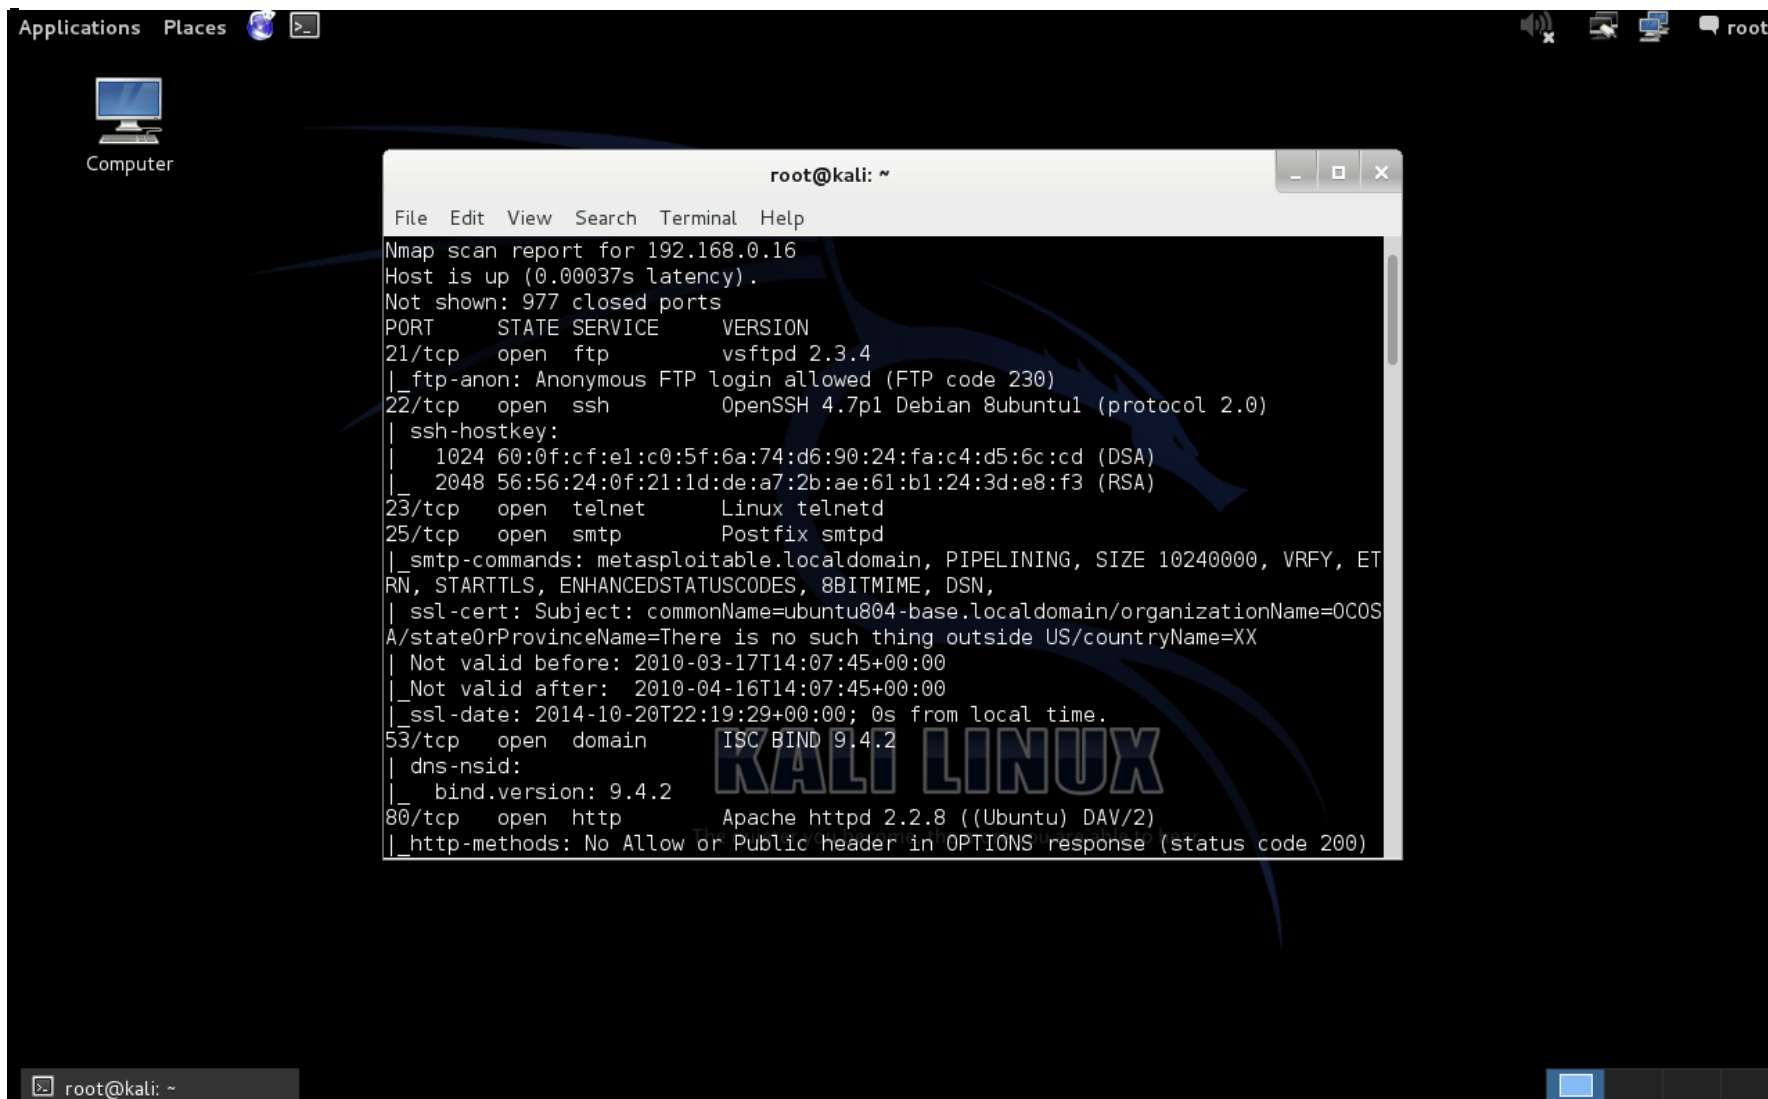 Applications Places root
Computer
root@kali: ~
File Edit View Search Terminal Help
Nmap scan report for 192.168.0.16
Host is up (0.00037s latency).
Not shown: 977 closed ports
PORT STATE SERVICE VERSION
21/tcp open ftp vsftpd 2.3.4
|_ftp-anon: Anonymous FTP login allowed (FTP code 230)
22/tcp open ssh OpenSSH 4.7p1 Debian 8ubuntu1 (protocol 2.0)
| ssh-hostkey:
| 1024 60:0f:cf:e1:c0:5f:6a:74:d6:90:24:fa:c4:d5:6c:cd (DSA)
|_ 2048 56:56:24:0f:21:1d:de:a7:2b:ae:61:b1:24:3d:e8:f3 (RSA)
23/tcp open telnet Linux telnetd
25/tcp open smtp Postfix smtpd
|_smtp-commands: metasploitable.localdomain, PIPELINING, SIZE 10240000, VRFY, ET
RN, STARTTLS, ENHANCEDSTATUSCODES, 8BITMIME, DSN,
| ssl-cert: Subject: commonName=ubuntu804-base.localdomain/organizationName=OCOS
A/stateOrProvinceName=There is no such thing outside US/countryName=XX
| Not valid before: 2010-03-17T14:07:45+00:00
|_Not valid after: 2010-04-16T14:07:45+00:00
|_ssl-date: 2014-10-20T22:19:29+00:00; 0s from local time.
53/tcp open domain ISC BIND 9.4.2
| dns-nsid:
|_ bind.version: 9.4.2
KALI LINUX
80/tcp open http Apache httpd 2.2.8 ((Ubuntu) DAV/2)
The you become, the you are able to hear
|_http-methods: No Allow or Public header in OPTIONS response (status code 200)
root@kali: ~